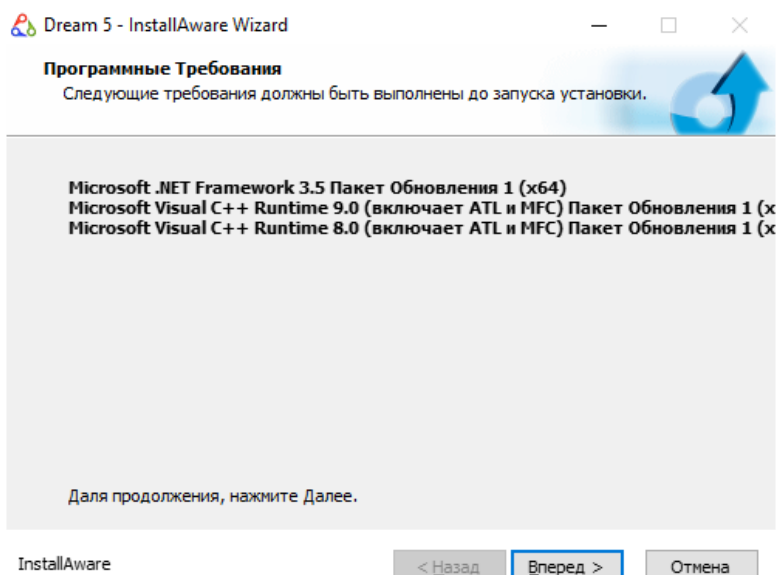 Dream 5 - InstallAware Wizard
Программные Требования
Следующие требования должны быть выполнены до запуска установки.
Microsoft .NET Framework 3.5 Пакет Обновления 1 (x64)
Microsoft Visual C++ Runtime 9.0 (включает ATL и MFC) Пакет Обновления 1 (x
Microsoft Visual C++ Runtime 8.0 (включает ATL и MFC) Пакет Обновления 1 (x
Даля продолжения, нажмите Далее.
InstallAware
< Назад Вперед > Отмена